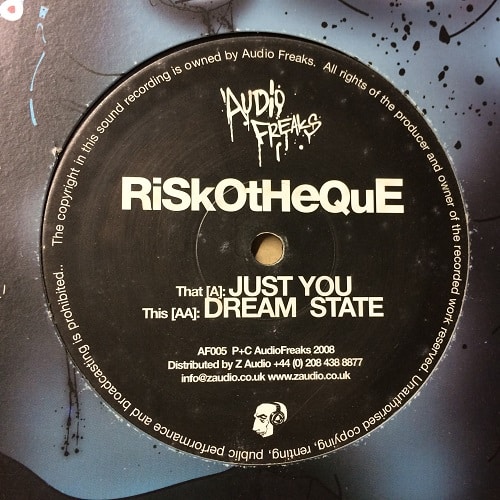 The copyright in this sound recording is owned by Audio Freaks. All rights of the producer and owner of the recorded work reserved. Unauthorised copying, renting, public performance and broadcasting is prohibited..
AUDiO
FREAKS
RiSkOtHeQuE
That [A]: JUST YOU
This [AA]: DREAM STATE
AF005 P+C AudioFreaks 2008
Distributed by Z Audio +44 (0) 208 438 8877
info@zaudio.co.uk www.zaudio.co.uk